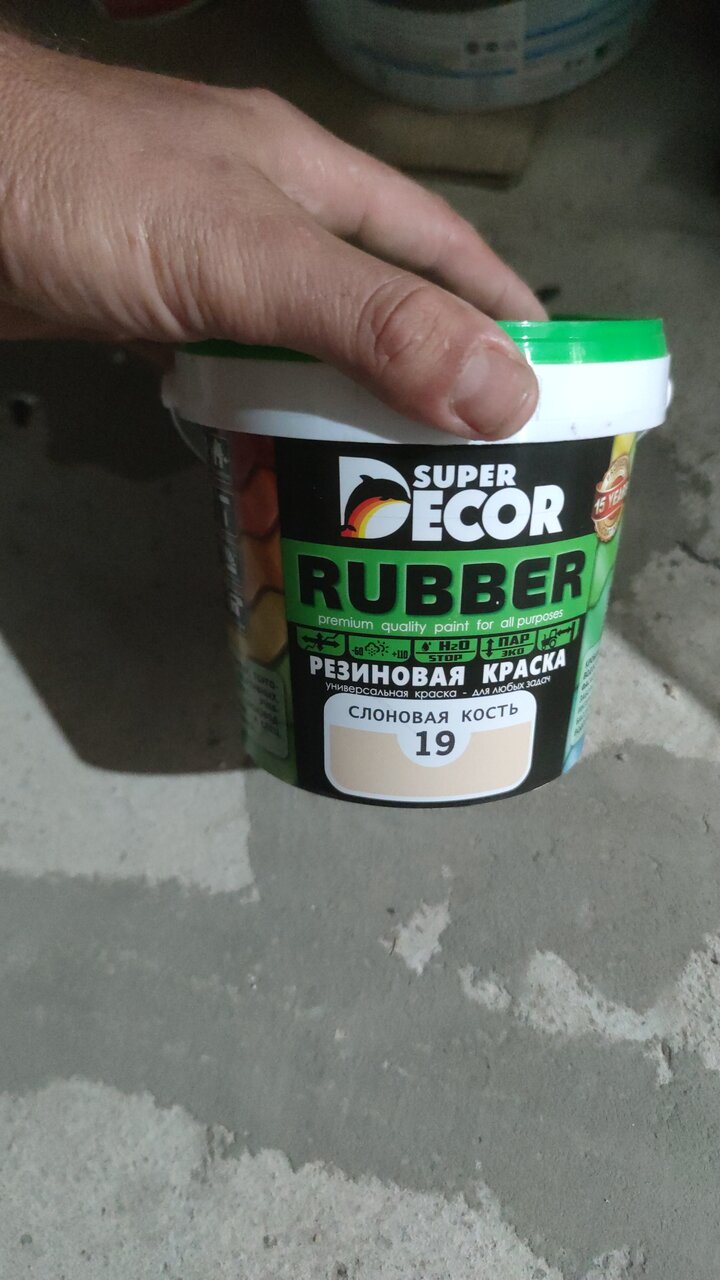 SUPER
DECOR
15 YEARS
RUBBER
premium quality paint for all purposes
-60 +110
H2O
STOP
ПАР
ЭКО
РЕЗИНОВАЯ КРАСКА
универсальная краска - для любых задач
СЛОНОВАЯ КОСТЬ
19